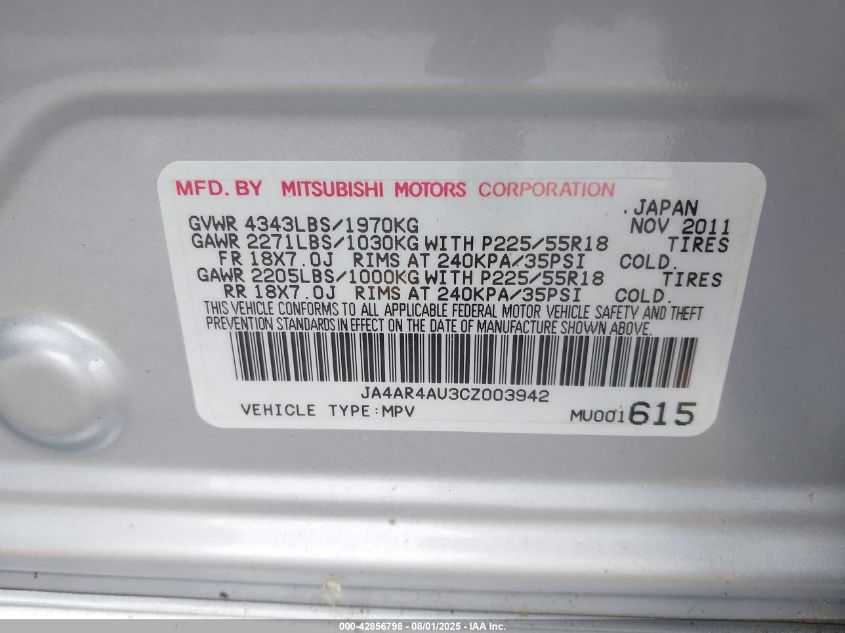 MFD. BY MITSUBISHI MOTORS CORPORATION
.JAPAN
GVWR 4343LBS/1970KG NOV 2011
GAWR 2271LBS/1030KG WITH P225/55R18 TIRES
FR 18X7.0J RIMS AT 240KPA/35PSI COLD.
GAWR 2205LBS/1000KG WITH P225/55R18 TIRES
RR 18X7.0J RIMS AT 240KPA/35PSI COLD.
THIS VEHICLE CONFORMS TO ALL APPLICABLE FEDERAL MOTOR VEHICLE SAFETY AND THEFT
PREVENTION STANDARDS IN EFFECT ON THE DATE OF MANUFACTURE SHOWN ABOVE.
JA4AR4AU3CZ003942
VEHICLE TYPE:MPV MU001615
000-42856798 - 08/01/2025 - IAA Inc.